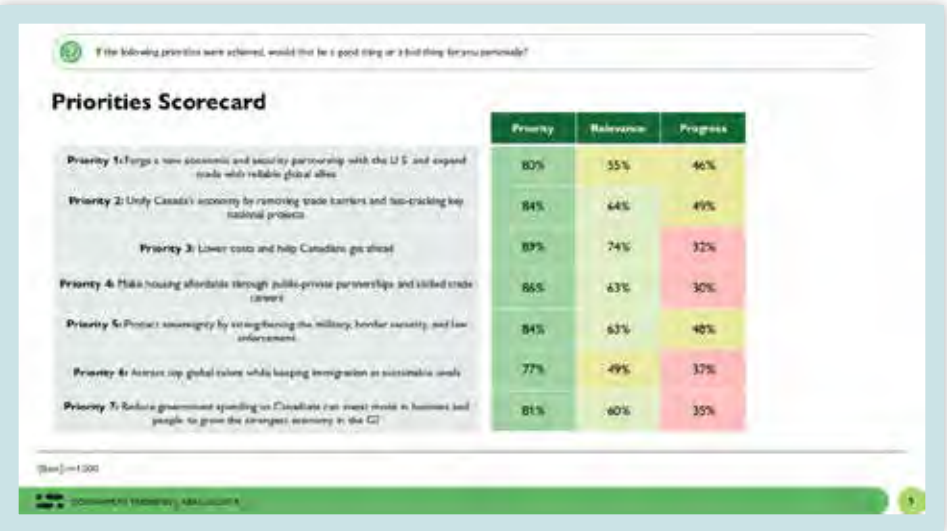 If the following priorities were achieved, would that be a good thing or a bad thing for you personally?
Priorities Scorecard
Priority Relevance Progress
Priority 1: Forge a new economic and security partnership with the U.S. and expand
trade with reliable global allies
80% 55% 46%
Priority 2: Unify Canada's economy by removing trade barriers and fast-tracking key
national projects
84% 64% 49%
Priority 3: Lower costs and help Canadians get ahead
89% 74% 32%
Priority 4: Make housing affordable through public-private partnerships and skilled trade
careers
86% 63% 30%
Priority 5: Protect sovereignty by strengthening the military, border security, and law
enforcement
84% 63% 48%
Priority 6: Attract top global talent while keeping immigration at sustainable levels
77% 49% 37%
Priority 7: Reduce government spending so Canadians can invest more in business and
people to grow the strongest economy in the G7
81% 60% 35%